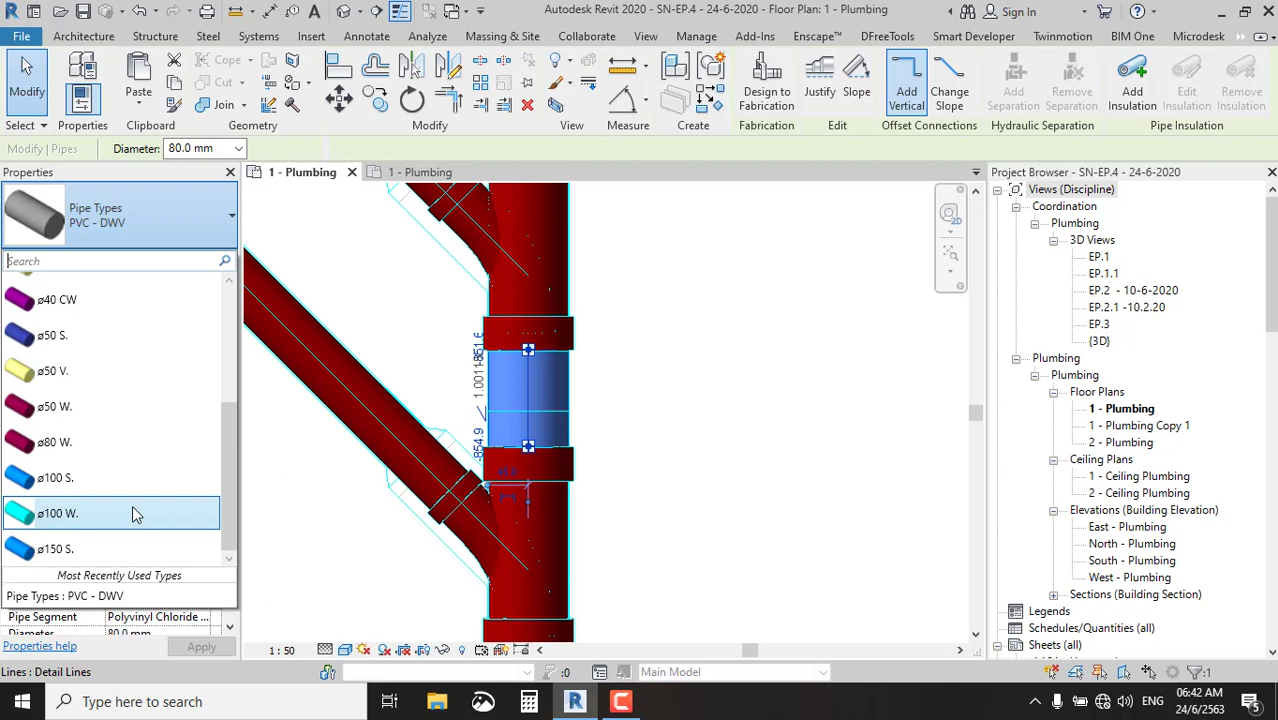 Autodesk Revit 2020 - SN-EP.4 - 24-6-2020 - Floor Plan: 1 - Plumbing
Sign In
File Architecture Structure Steel Systems Insert Annotate Analyze Massing & Site Collaborate View Manage Add-Ins Enscape™ DFreeTools Smart Developer Twinmotion BIM One Microdesk
Modify
Paste
Cope
Cut
Join
Design to Fabrication
Justify
Slope
Add Vertical
Change Slope
Add Separation
Remove Separation
Add Insulation
Edit Insulation
Remove Insulation
Select Properties Clipboard Geometry Modify View Measure Create Fabrication Edit Offset Connections Hydraulic Separation Pipe Insulation
Modify | Pipes Diameter: 80.0 mm
Properties
1 - Plumbing
1 - Plumbing
Pipe Types
PVC - DWV
Search
ø40 CW
ø50 S.
ø50 V.
ø50 W.
ø80 W.
ø100 S.
ø100 W.
ø150 S.
Most Recently Used Types
Pipe Types : PVC - DWV
Pipe Segment Polyvinyl Chloride ...
Diameter 80.0 mm
Properties help Apply
2D
Project Browser - SN-EP.4 - 24-6-2020
Views (Discipline)
Coordination
Plumbing
3D Views
EP.1
EP.1.1
EP.2 - 10-6-2020
EP.2.1 -10.2.20
EP.3
{3D}
Plumbing
Plumbing
Floor Plans
1 - Plumbing
1 - Plumbing Copy 1
2 - Plumbing
Ceiling Plans
1 - Ceiling Plumbing
2 - Ceiling Plumbing
Elevations (Building Elevation)
East - Plumbing
North - Plumbing
South - Plumbing
West - Plumbing
Sections (Building Section)
Legends
Schedules/Quantities (all)
Sheets (all)
1 : 50
Lines : Detail Lines
:0
Main Model
:1
Type here to search
ENG
06:42 AM
24/6/2563
5